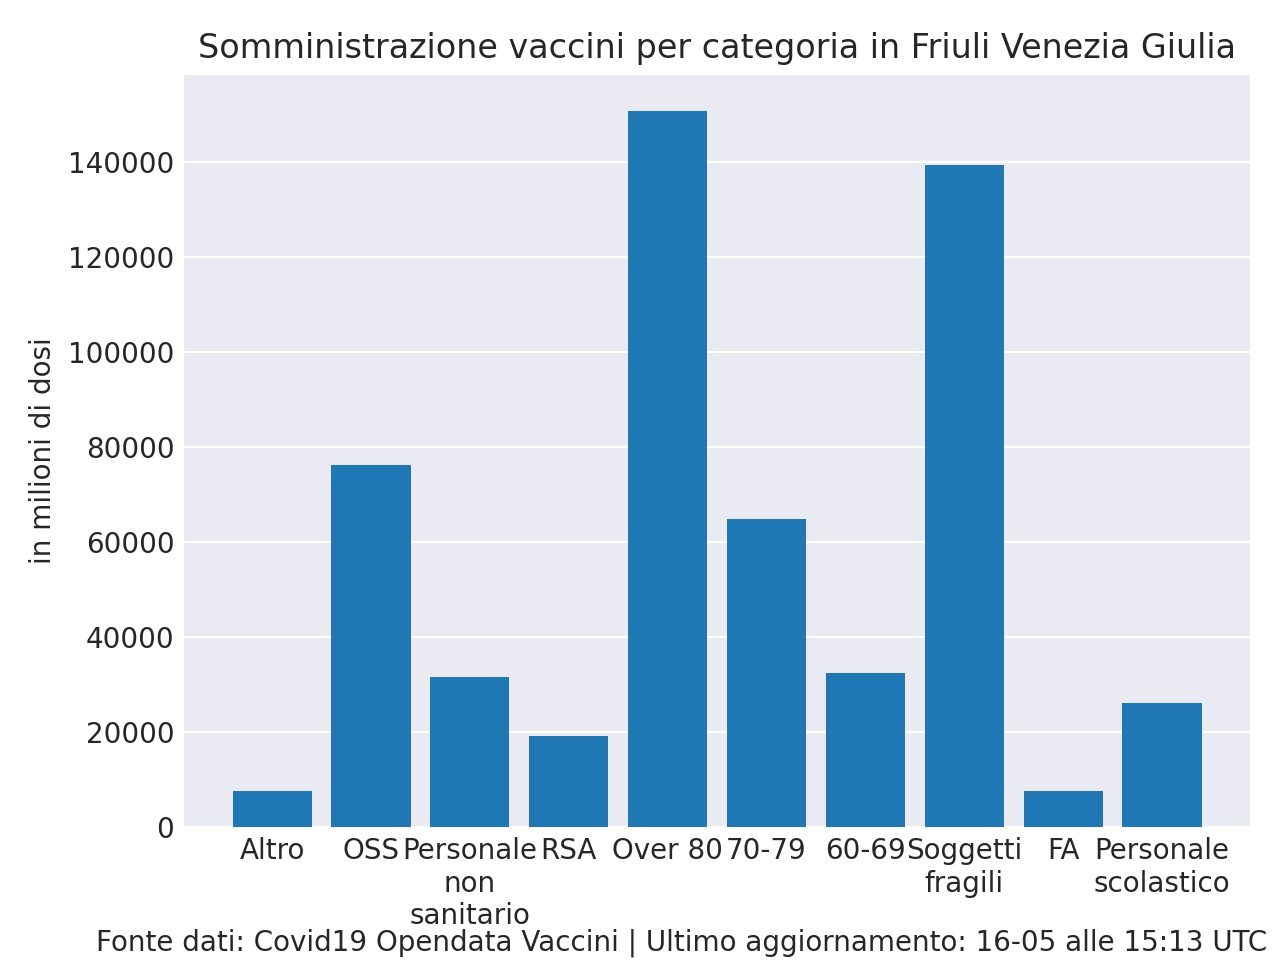 Somministrazione vaccini per categoria in Friuli Venezia Giulia
in milioni di dosi
140000
120000
100000
80000
60000
40000
20000
0
Altro
OSS
Personale
non
sanitario
RSA
Over 80
70-79
60-69
Soggetti
fragili
FA
Personale
scolastico
Fonte dati: Covid19 Opendata Vaccini | Ultimo aggiornamento: 16-05 alle 15:13 UTC